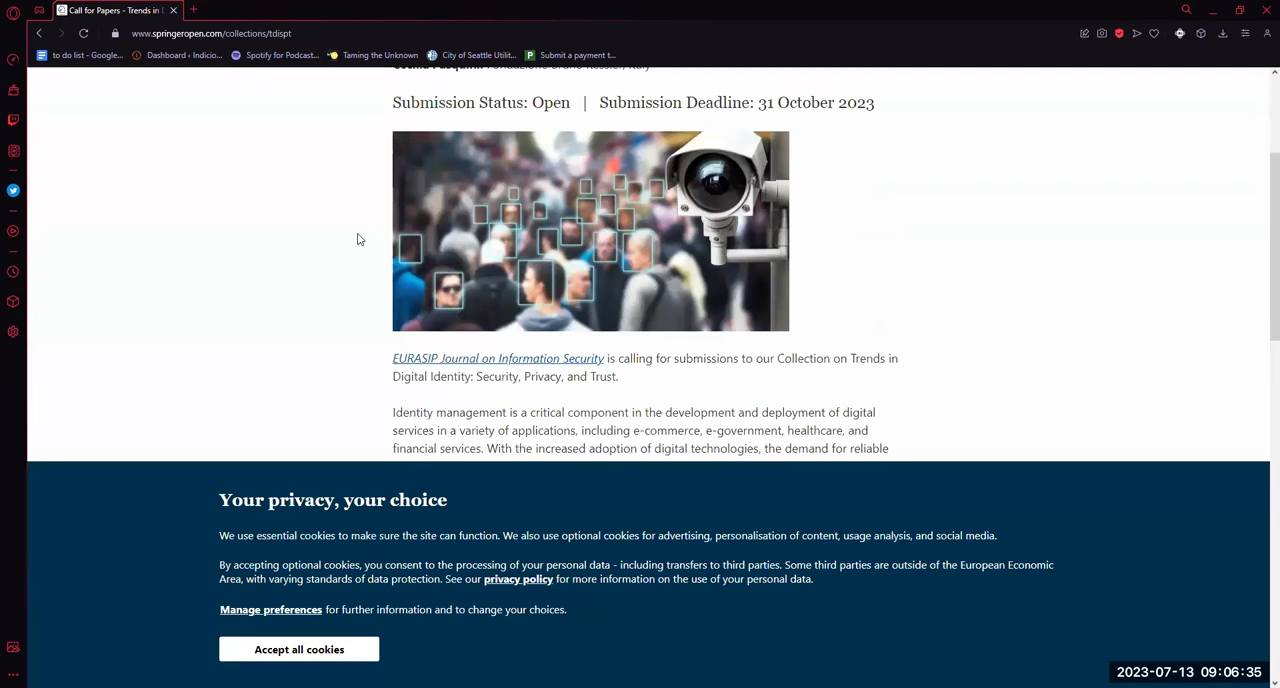 Call for Papers - Trends in
www.springeropen.com/collections/tdispt
to do list - Google...
Dashboard ‹ Indicio...
Spotify for Podcast...
Taming the Unknown
City of Seattle Utili...
Submit a payment t...
Submission Status: Open | Submission Deadline: 31 October 2023
EURASIP Journal on Information Security is calling for submissions to our Collection on Trends in
Digital Identity: Security, Privacy, and Trust.
Identity management is a critical component in the development and deployment of digital
services in a variety of applications, including e-commerce, e-government, healthcare, and
financial services. With the increased adoption of digital technologies, the demand for reliable
Your privacy, your choice
We use essential cookies to make sure the site can function. We also use optional cookies for advertising, personalisation of content, usage analysis, and social media.
By accepting optional cookies, you consent to the processing of your personal data - including transfers to third parties. Some third parties are outside of the European Economic
Area, with varying standards of data protection. See our privacy policy for more information on the use of your personal data.
Manage preferences for further information and to change your choices.
Accept all cookies
2023-07-13 09:06:35